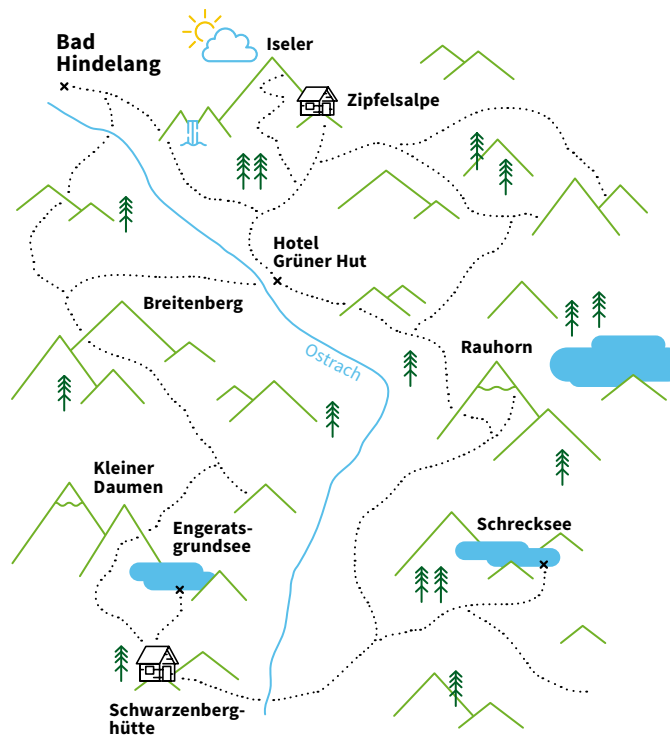 Bad
Hindelang
Iseler
Zipfelsalpe
Hotel
Grüner Hut
Breitenberg
Ostrach
Rauhorn
Kleiner
Daumen
Engerats-
grundsee
Schrecksee
Schwarzenberg-
hütte